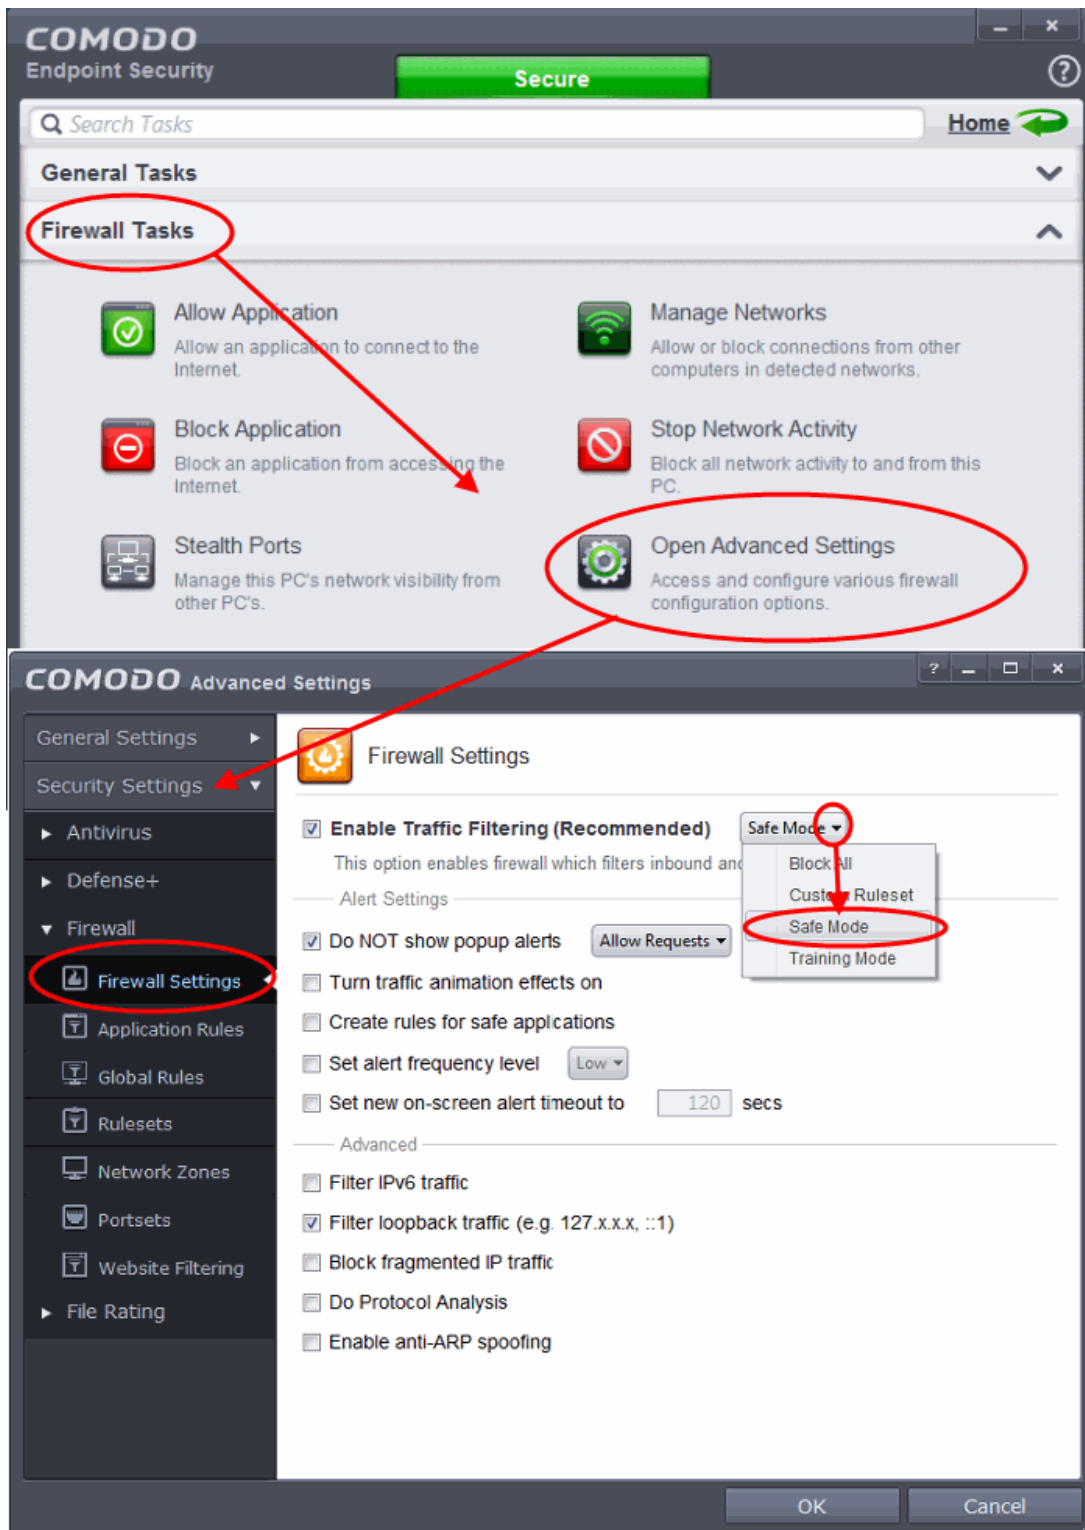 COMODO
Endpoint Security
Secure
Search Tasks
Home
General Tasks
Firewall Tasks
Allow Application
Allow an application to connect to the
Internet.
Manage Networks
Allow or block connections from other
computers in detected networks.
Block Application
Block an application from accessing the
Internet.
Stop Network Activity
Block all network activity to and from this
PC.
Stealth Ports
Manage this PC's network visibility from
other PC's.
Open Advanced Settings
Access and configure various firewall
configuration options.
COMODO Advanced Settings
General Settings
Security Settings
Antivirus
Defense+
Firewall
Firewall Settings
Application Rules
Global Rules
Rulesets
Network Zones
Portsets
Website Filtering
File Rating
Firewall Settings
Enable Traffic Filtering (Recommended)
Safe Mode
This option enables firewall which filters inbound and
Block All
Custom Ruleset
Safe Mode
Training Mode
Alert Settings
Do NOT show popup alerts
Allow Requests
Turn traffic animation effects on
Create rules for safe applications
Set alert frequency level
Low
Set new on-screen alert timeout to
120 secs
Advanced
Filter IPv6 traffic
Filter loopback traffic (e.g. 127.x.x.x, ::1)
Block fragmented IP traffic
Do Protocol Analysis
Enable anti-ARP spoofing
OK
Cancel